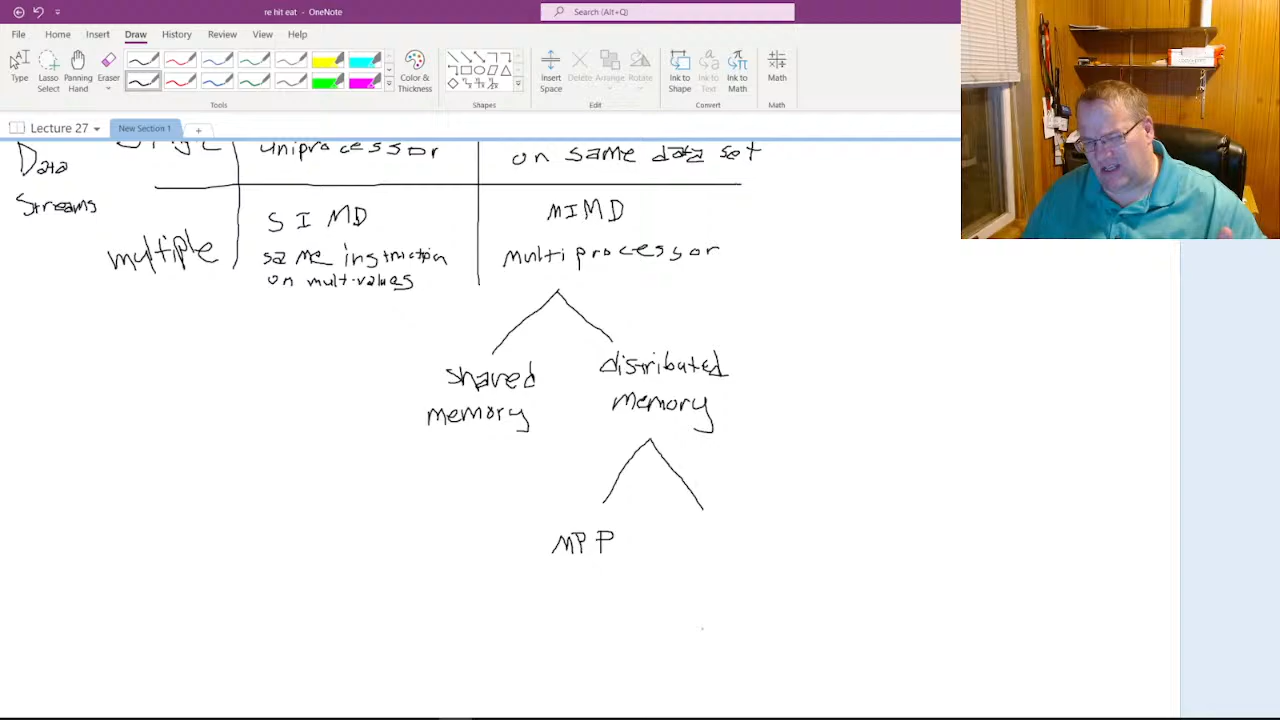 re hit eat - OneNote
Search (Alt+Q)
File Home Insert Draw History Review View Help
Type Lasso Select Panning Hand Eraser
Color & Thickness
Insert Space Delete Arrange Rotate
Ink to Shape Ink to Text Ink to Math
Math
Tools Shapes Edit Convert Math
Lecture 27 New Section 1 +
uniprocessor on same data set
Data
Streams
multiple
SIMD
same instruction
on mult-values
MIMD
multiprocessor
shared
memory
distributed
memory
MPP